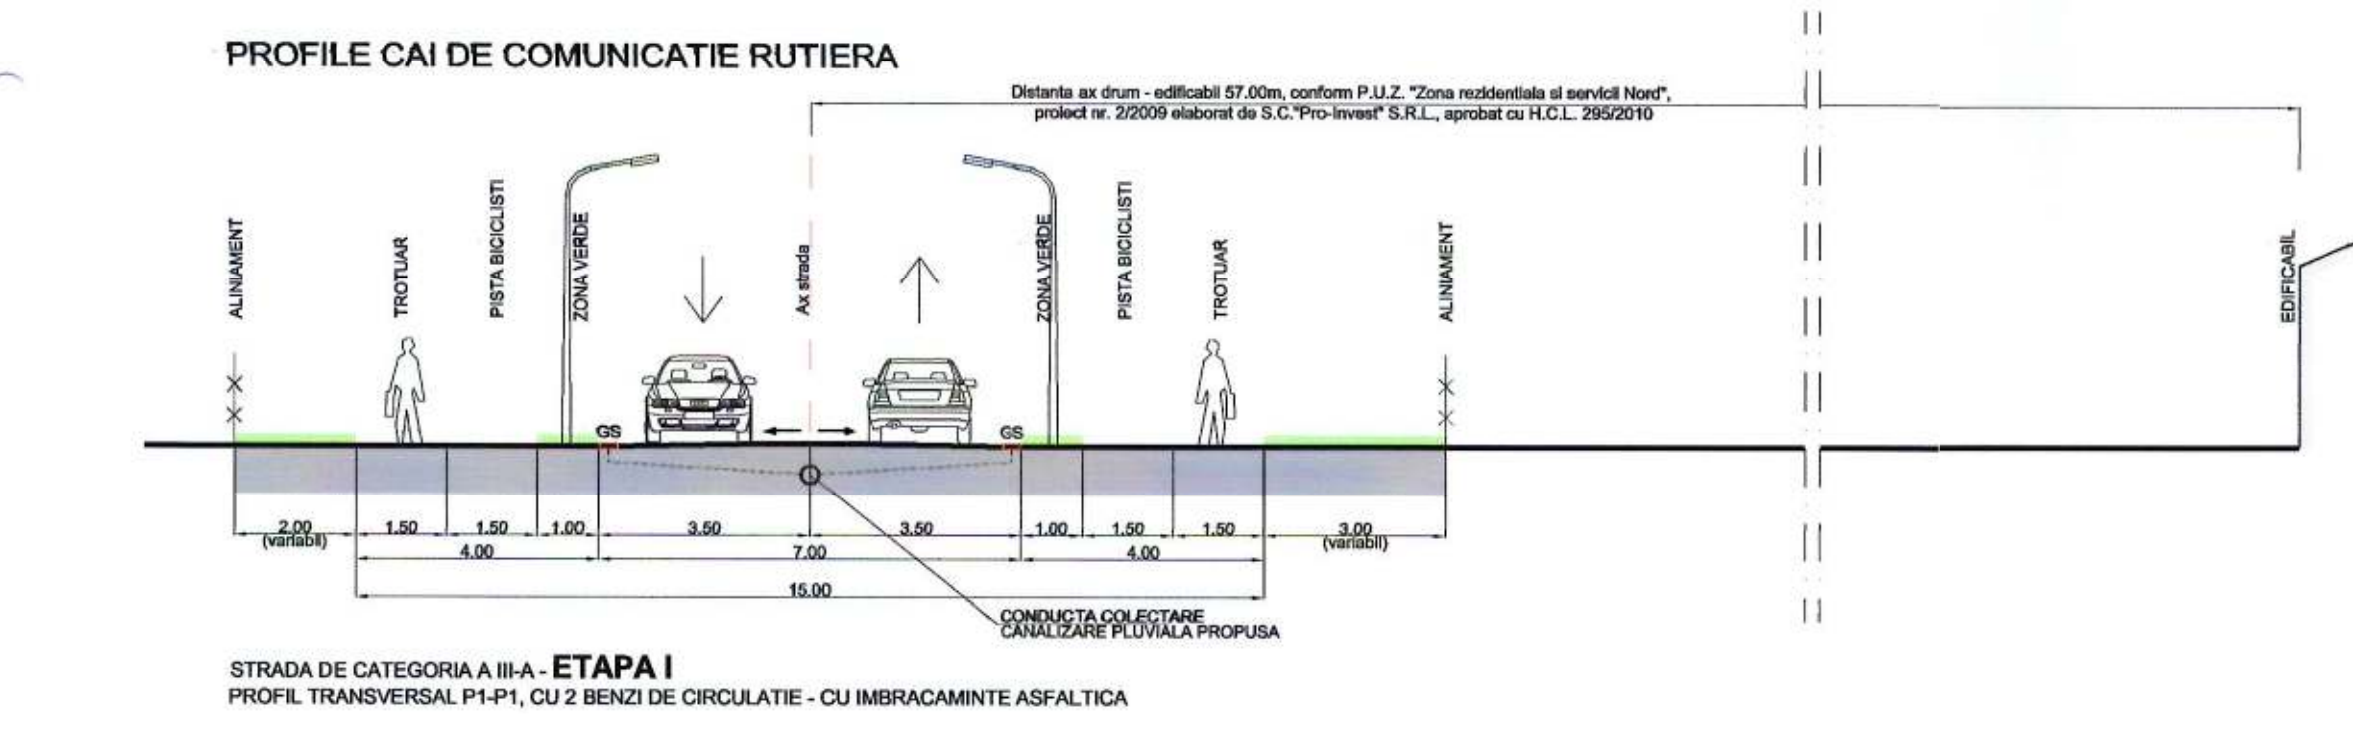 PROFILE CAI DE COMUNICATIE RUTIERA
Distanta ax drum - edificabil 57.00m, conform P.U.Z. "Zona rezidentiala si servicii Nord",
proiect nr. 2/2009 elaborat de S.C."Pro-Invest" S.R.L., aprobat cu H.C.L. 295/2010
ALINIAMENT
TROTUAR
PISTA BICICLISTI
ZONA VERDE
Ax strada
ZONA VERDE
PISTA BICICLISTI
TROTUAR
ALINIAMENT
EDIFICABIL
GS
GS
2.00 1.50 1.50 1.00 3.50 3.50 1.00 1.50 1.50 3.00
(variabil) (variabil)
4.00 7.00 4.00
15.00
CONDUCTA COLECTARE
CANALIZARE PLUVIALA PROPUSA
STRADA DE CATEGORIA A III-A - ETAPA I
PROFIL TRANSVERSAL P1-P1, CU 2 BENZI DE CIRCULATIE - CU IMBRACAMINTE ASFALTICA